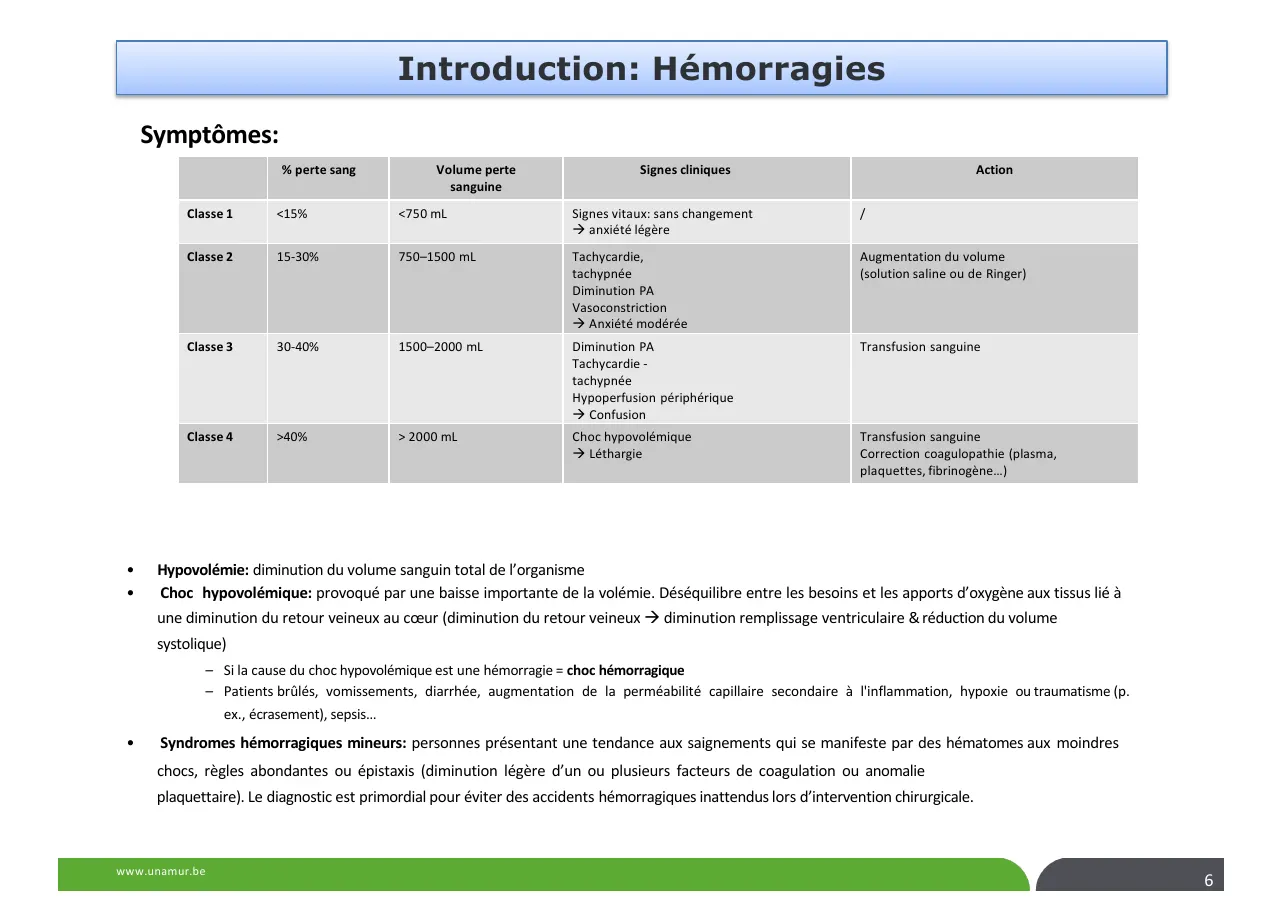 Introduction: Hémorragies
Symptômes:
% perte sang Volume perte sanguine Signes cliniques Action
Classe 1 <15% <750 mL Signes vitaux: sans changement /
→ anxiété légère
Classe 2 15-30% 750–1500 mL Tachycardie, Augmentation du volume
tachypnée (solution saline ou de Ringer)
Diminution PA
Vasoconstriction
→ Anxiété modérée
Classe 3 30-40% 1500–2000 mL Diminution PA Transfusion sanguine
Tachycardie -
tachypnée
Hypoperfusion périphérique
→ Confusion
Classe 4 >40% > 2000 mL Choc hypovolémique Transfusion sanguine
→ Léthargie Correction coagulopathie (plasma,
plaquettes, fibrinogène…)
• Hypovolémie: diminution du volume sanguin total de l’organisme
• Choc hypovolémique: provoqué par une baisse importante de la volémie. Déséquilibre entre les besoins et les apports d’oxygène aux tissus lié à
une diminution du retour veineux au cœur (diminution du retour veineux → diminution remplissage ventriculaire & réduction du volume
systolique)
– Si la cause du choc hypovolémique est une hémorragie = choc hémorragique
– Patients brûlés, vomissements, diarrhée, augmentation de la perméabilité capillaire secondaire à l'inflammation, hypoxie ou traumatisme (p.
ex., écrasement), sepsis…
• Syndromes hémorragiques mineurs: personnes présentant une tendance aux saignements qui se manifeste par des hématomes aux moindres
chocs, règles abondantes ou épistaxis (diminution légère d’un ou plusieurs facteurs de coagulation ou anomalie
plaquettaire). Le diagnostic est primordial pour éviter des accidents hémorragiques inattendus lors d’intervention chirurgicale.
www.unamur.be
6